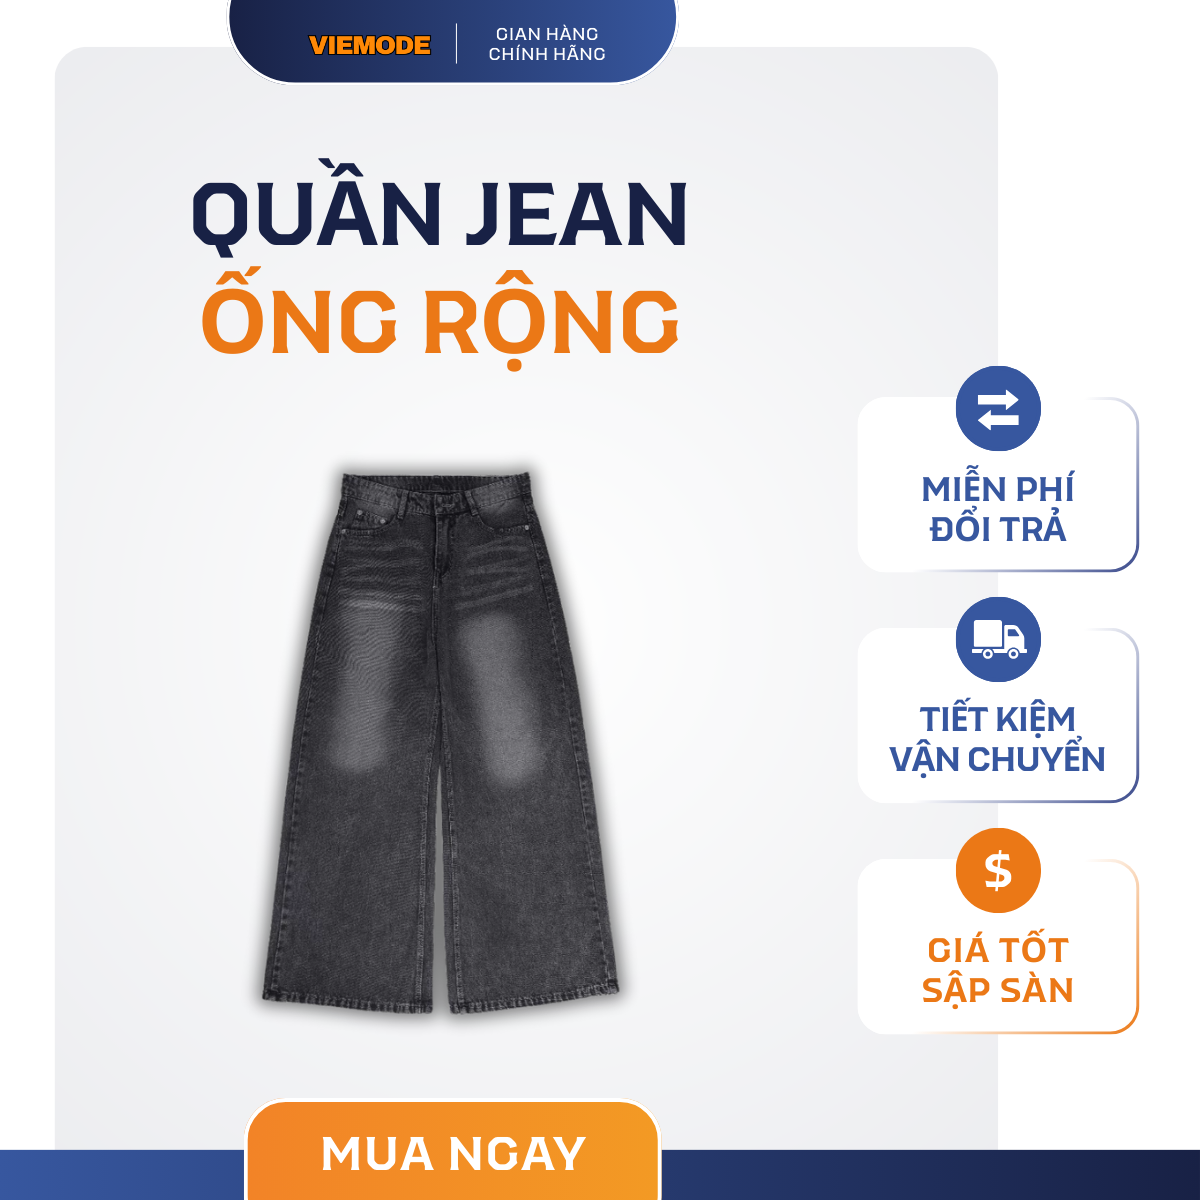 VIEMODE
GIAN HÀNG
CHÍNH HÃNG
QUẦN JEAN
ỐNG RỘNG
MIỄN PHÍ
ĐỔI TRẢ
TIẾT KIỆM
VẬN CHUYỂN
$
GIÁ TỐT
SẬP SÀN
MUA NGAY